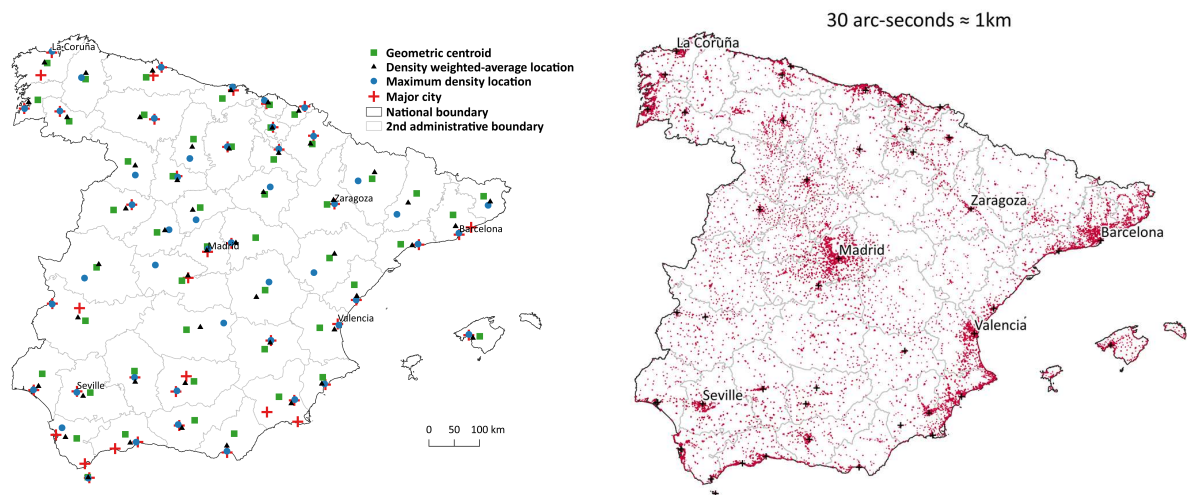 30 arc-seconds ≈ 1km
La Coruña
Geometric centroid
Density weighted-average location
Maximum density location
Major city
National boundary
2nd administrative boundary
Zaragoza
Barcelona
Madrid
Valencia
Seville
0 50 100 km
La Coruña
Zaragoza
Barcelona
Madrid
Valencia
Seville